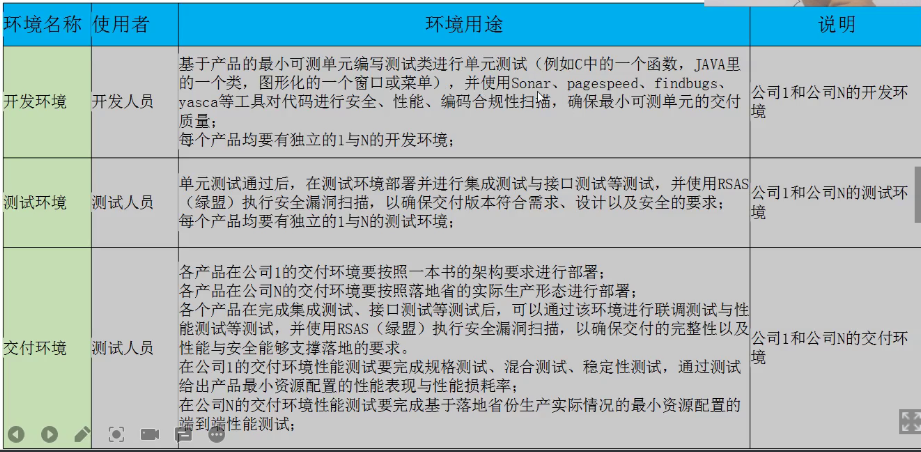 环境名称 使用者 环境用途 说明
开发环境 开发人员
基于产品的最小可测单元编写测试类进行单元测试（例如C中的一个函数，JAVA里
的一个类，图形化的一个窗口或菜单），并使用Sonar、pagespeed、findbugs、
yasca等工具对代码进行安全、性能、编码合规性扫描，确保最小可测单元的交付
质量；
每个产品均要有独立的1与N的开发环境；
公司1和公司N的开发环
境
测试环境 测试人员
单元测试通过后，在测试环境部署并进行集成测试与接口测试等测试，并使用RSAS
（绿盟）执行安全漏洞扫描，以确保交付版本符合需求、设计以及安全的要求；
每个产品均要有独立的1与N的测试环境；
公司1和公司N的测试环
境
交付环境 测试人员
各产品在公司1的交付环境要按照一本书的架构要求进行部署；
各产品在公司N的交付环境要按照落地省的实际生产形态进行部署；
各个产品在完成集成测试、接口测试等测试后，可以通过该环境进行联调测试与性
能测试等测试，并使用RSAS（绿盟）执行安全漏洞扫描，以确保交付的完整性以及
性能与安全能够支撑落地的要求。
在公司1的交付环境性能测试要完成规格测试、混合测试、稳定性测试，通过测试
给出产品最小资源配置的性能表现与性能损耗率；
在公司N的交付环境性能测试要完成基于落地省份生产实际情况的最小资源配置的
端到端性能测试；
公司1和公司N的交付环
境